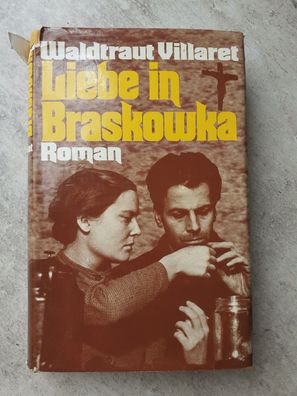 Waldtraut Villaret
Liebe in
Braskowka
Roman